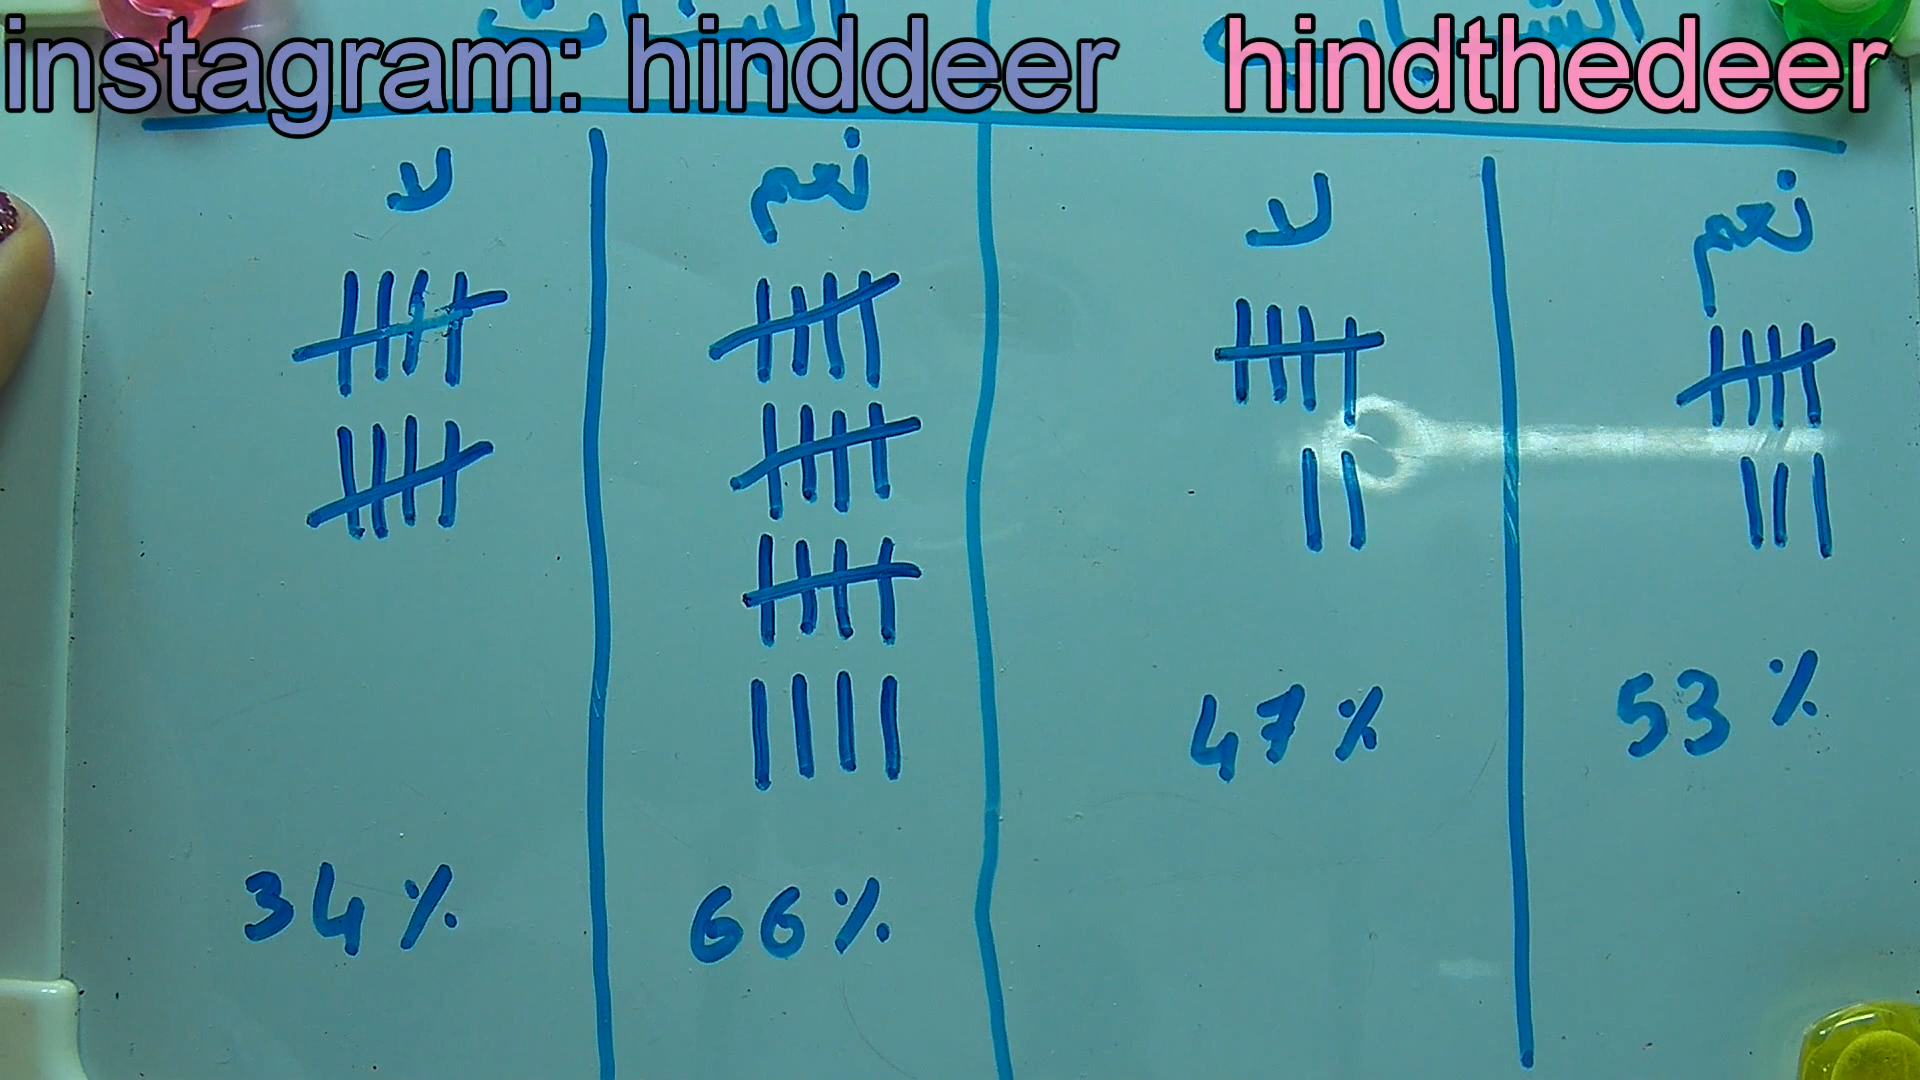 instagram: hinddeer hindthedeer
نعم
لا
نعم
لا
53 %
47 %
66 %
34 %